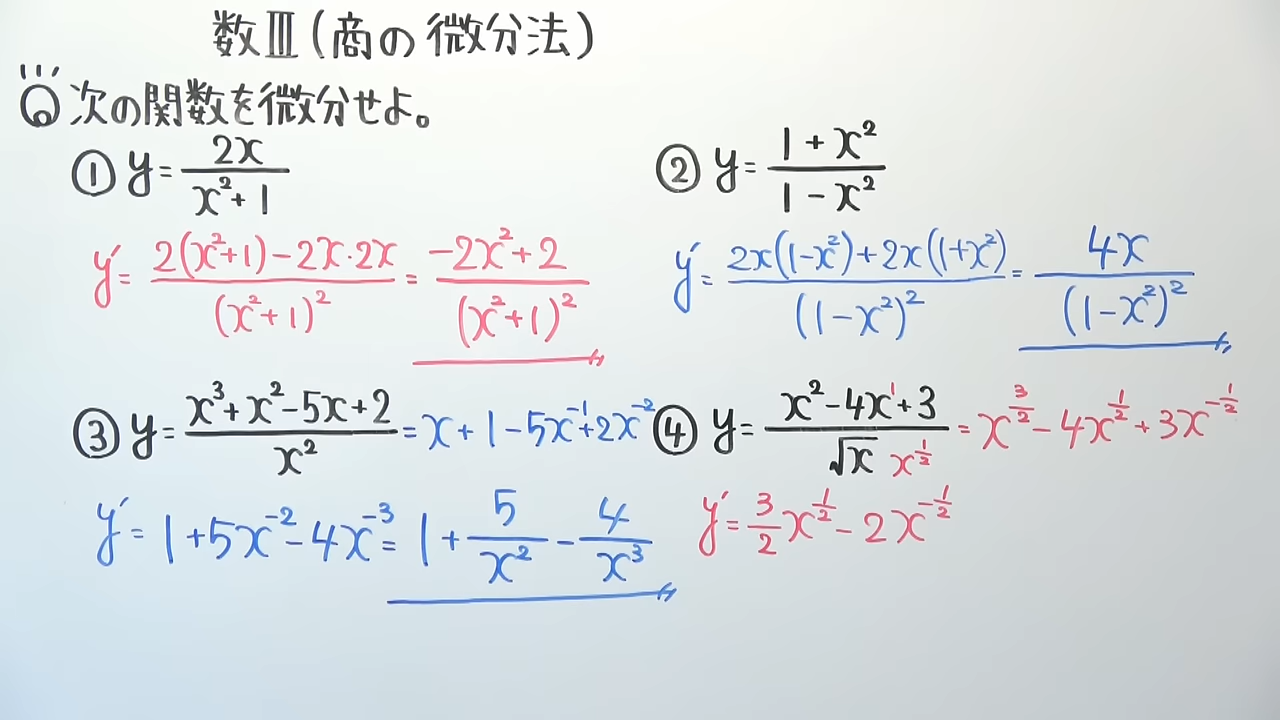 数Ⅲ(商の微分法)
Q 次の関数を微分せよ。
① y = 2x/(x²+1)
y' = (2(x²+1)-2x·2x)/(x²+1)² = (-2x²+2)/(x²+1)²
② y = (1+x²)/(1-x²)
y' = (2x(1-x²)+2x(1+x²))/(1-x²)² = 4x/(1-x²)²
③ y = (x³+x²-5x+2)/x² = x+1-5x⁻¹+2x⁻²
y' = 1+5x⁻²-4x⁻³ = 1+5/x²-4/x³
④ y = (x²-4x¹+3)/√x x^(1/2) = x^(3/2)-4x^(1/2)+3x^(-1/2)
y' = 3/2 x^(1/2)-2x^(-1/2)